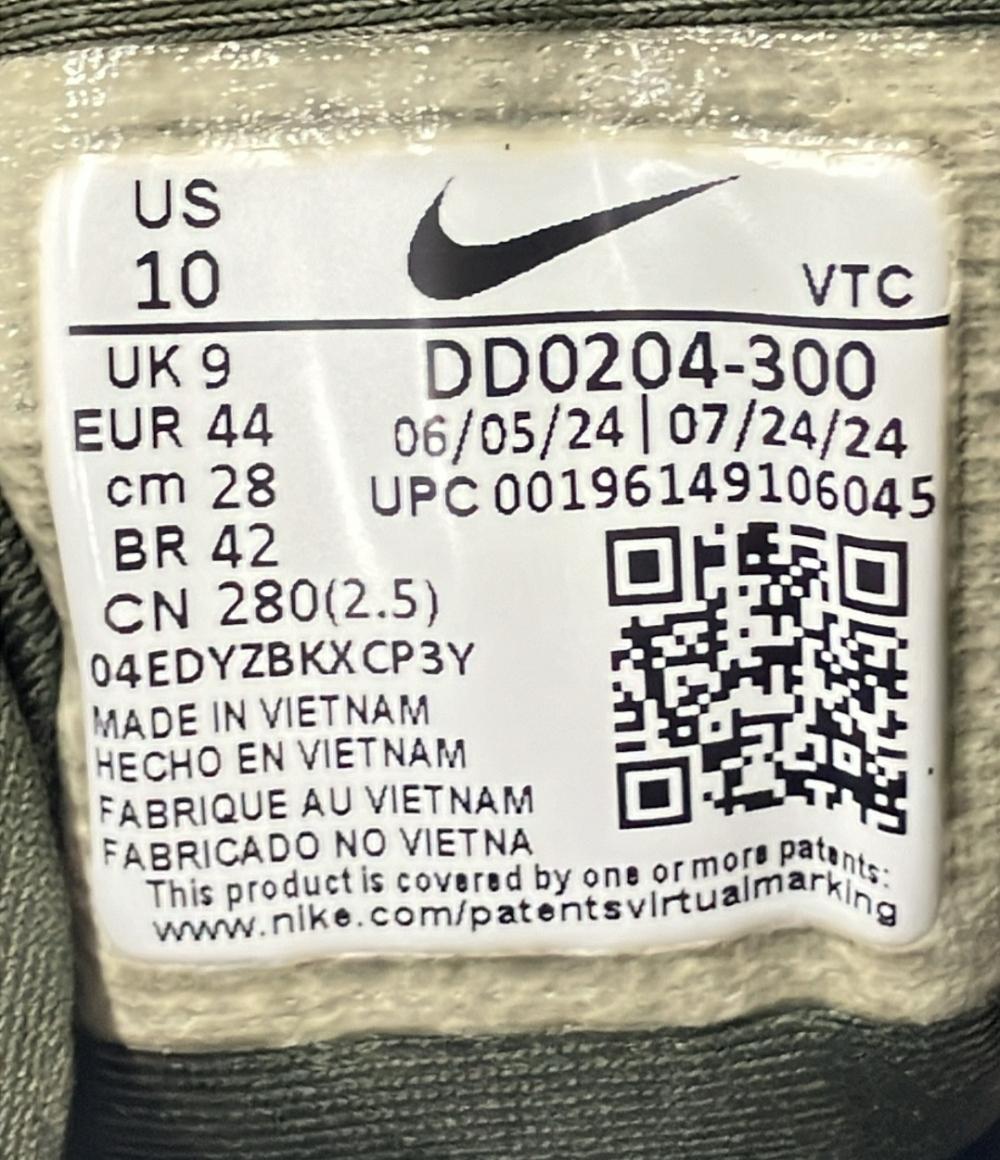 US
10
VTC
UK 9
EUR 44
cm 28
BR 42
CN 280(2.5)
DD0204-300
06/05/24 | 07/24/24
UPC 00196149106045
04EDYZBKXCP3Y
MADE IN VIETNAM
HECHO EN VIETNAM
FABRIQUE AU VIETNAM
FABRICADO NO VIETNA
This product is covered by one or more patents:
www.nike.com/patentsvirtualmarking